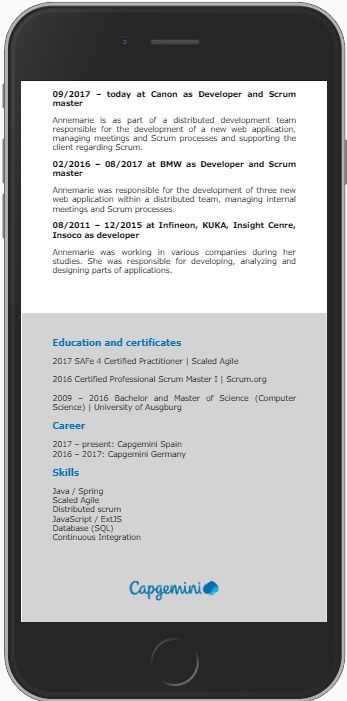 09/2017 – today at Canon as Developer and Scrum
master
Annemarie is as part of a distributed development team
responsible for the development of a new web application,
managing meetings and Scrum processes and supporting the
client regarding Scrum.
02/2016 – 08/2017 at BMW as Developer and Scrum
master
Annemarie was responsible for the development of three new
web application within a distributed team, managing internal
meetings and Scrum processes.
08/2011 – 12/2015 at Infineon, KUKA, Insight Cenre,
Insoco as developer
Annemarie was working in various companies during her
studies. She was responsible for developing, analyzing and
designing parts of applications.
Education and certificates
2017 SAFe 4 Certified Practitioner | Scaled Agile
2016 Certified Professional Scrum Master I | Scrum.org
2009 – 2016 Bachelor and Master of Science (Computer
Science) | University of Ausgburg
Career
2017 – present: Capgemini Spain
2016 – 2017: Capgemini Germany
Skills
Java / Spring
Scaled Agile
Distributed scrum
JavaScript / ExtJS
Database (SQL)
Continuous Integration
Capgemini